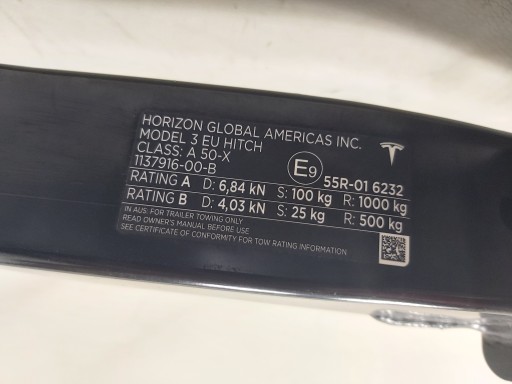 HORIZON GLOBAL AMERICAS INC.
MODEL 3 EU HITCH
CLASS: A 50-X
1137916-00-B
E9 55R-01 6232
RATING A D: 6,84 kN S: 100 kg R: 1000 kg
RATING B D: 4,03 kN S: 25 kg R: 500 kg
IN AUS: FOR TRAILER TOWING ONLY
READ OWNER'S MANUAL BEFORE USE
SEE CERTIFICATE OF CONFORMITY FOR TOW RATING INFORMATION